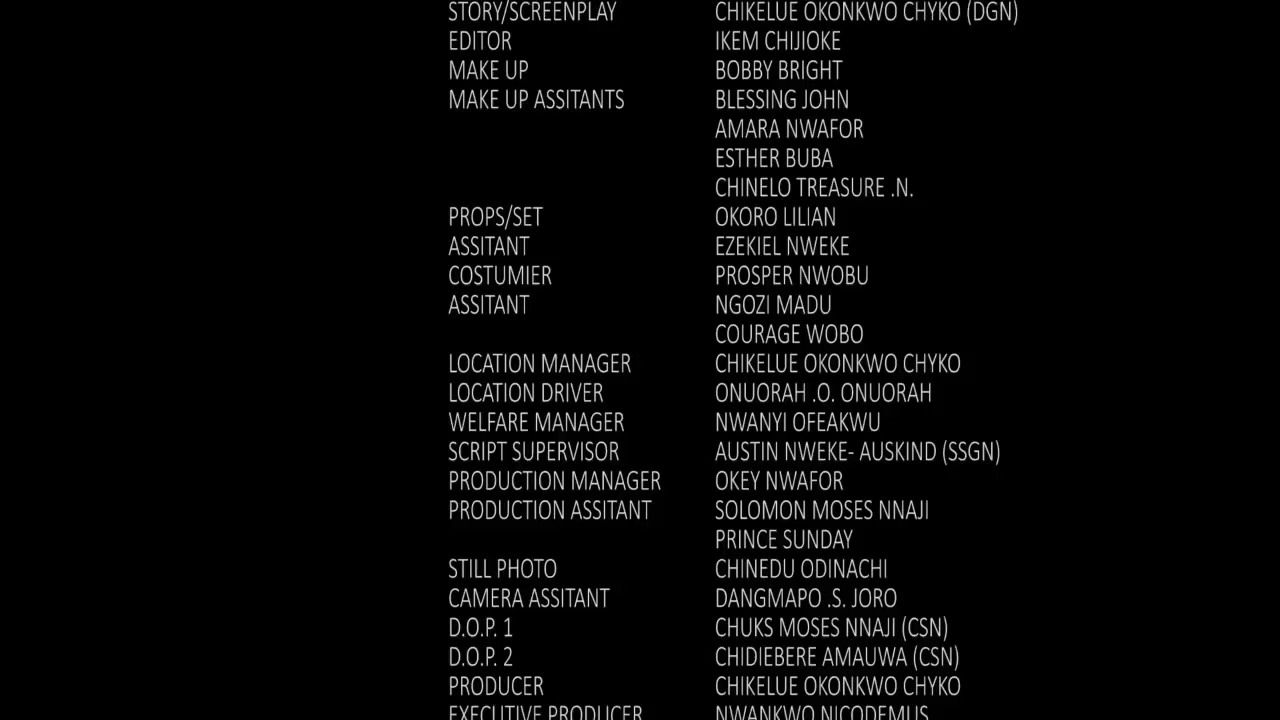 STORY/SCREENPLAY CHIKELUE OKONKWO CHYKO (DGN)
EDITOR IKEM CHIJIOKE
MAKE UP BOBBY BRIGHT
MAKE UP ASSITANTS BLESSING JOHN
AMARA NWAFOR
ESTHER BUBA
CHINELO TREASURE .N.
PROPS/SET OKORO LILIAN
ASSITANT EZEKIEL NWEKE
COSTUMIER PROSPER NWOBU
ASSITANT NGOZI MADU
COURAGE WOBO
LOCATION MANAGER CHIKELUE OKONKWO CHYKO
LOCATION DRIVER ONUORAH .O. ONUORAH
WELFARE MANAGER NWANYI OFEAKWU
SCRIPT SUPERVISOR AUSTIN NWEKE- AUSKIND (SSGN)
PRODUCTION MANAGER OKEY NWAFOR
PRODUCTION ASSITANT SOLOMON MOSES NNAJI
PRINCE SUNDAY
STILL PHOTO CHINEDU ODINACHI
CAMERA ASSITANT DANGMAPO .S. JORO
D.O.P. 1 CHUKS MOSES NNAJI (CSN)
D.O.P. 2 CHIDIEBERE AMAUWA (CSN)
PRODUCER CHIKELUE OKONKWO CHYKO
EXECUTIVE PRODUCER NWANKWO NICODEMUS